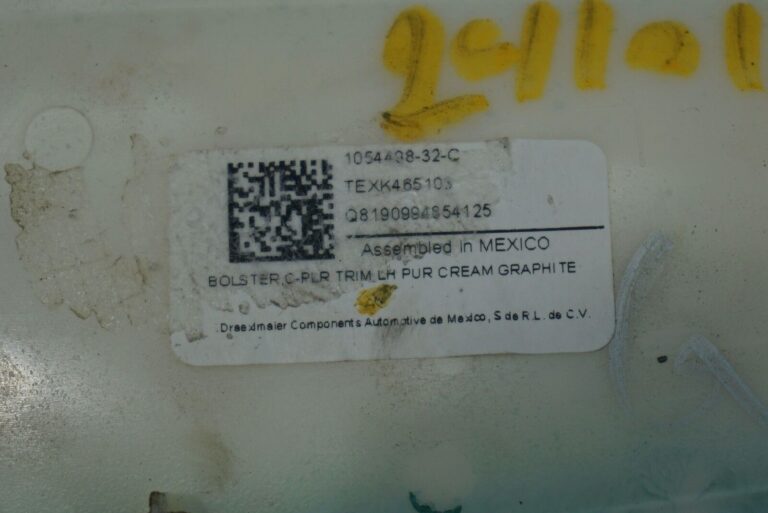 291101
1054408-32-C
TEXK465103
Q8190994854125
Assembled in MEXICO
BOLSTER,C-PLR TRIM,LH PUR CREAM GRAPHITE
Draexlmaier Components Automotive de Mexico, S de R.L. de C.V.